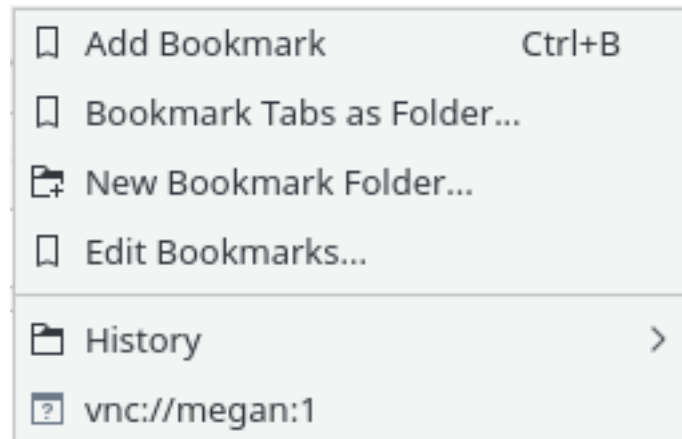 Add Bookmark Ctrl+B
Bookmark Tabs as Folder...
New Bookmark Folder...
Edit Bookmarks...
History
vnc://megan:1